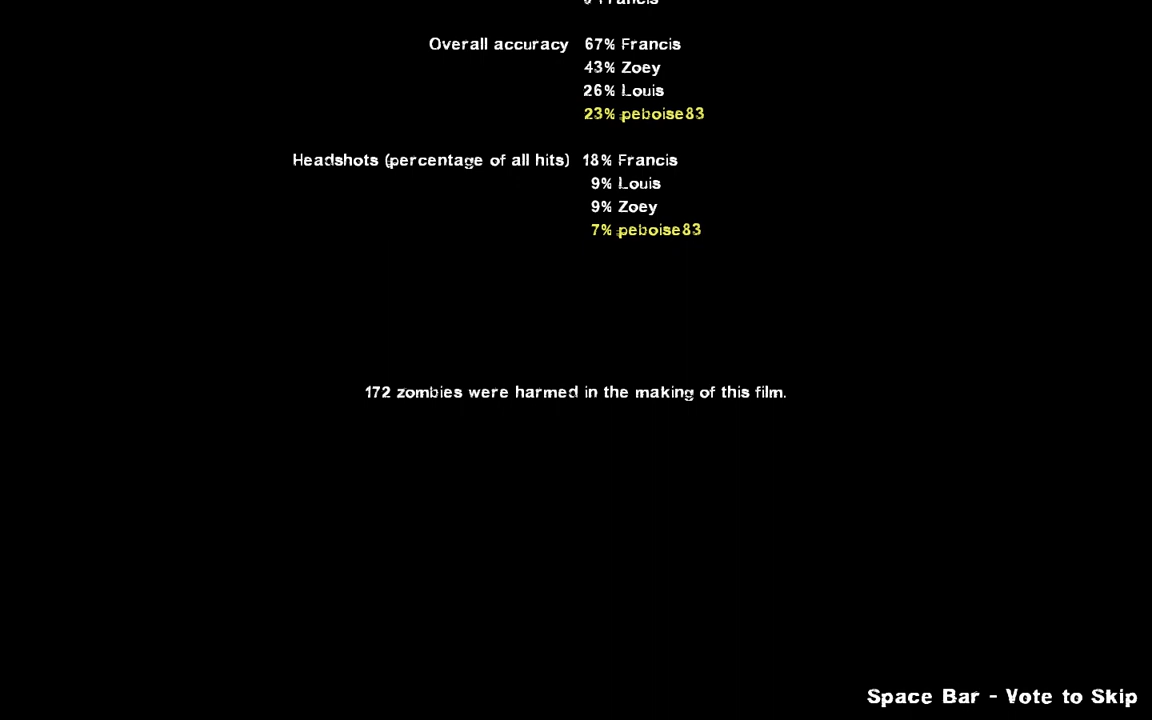 0 Francis
Overall accuracy 67% Francis
43% Zoey
26% Louis
23% peboise83
Headshots (percentage of all hits) 18% Francis
9% Louis
9% Zoey
7% peboise83
172 zombies were harmed in the making of this film.
Space Bar - Vote to Skip